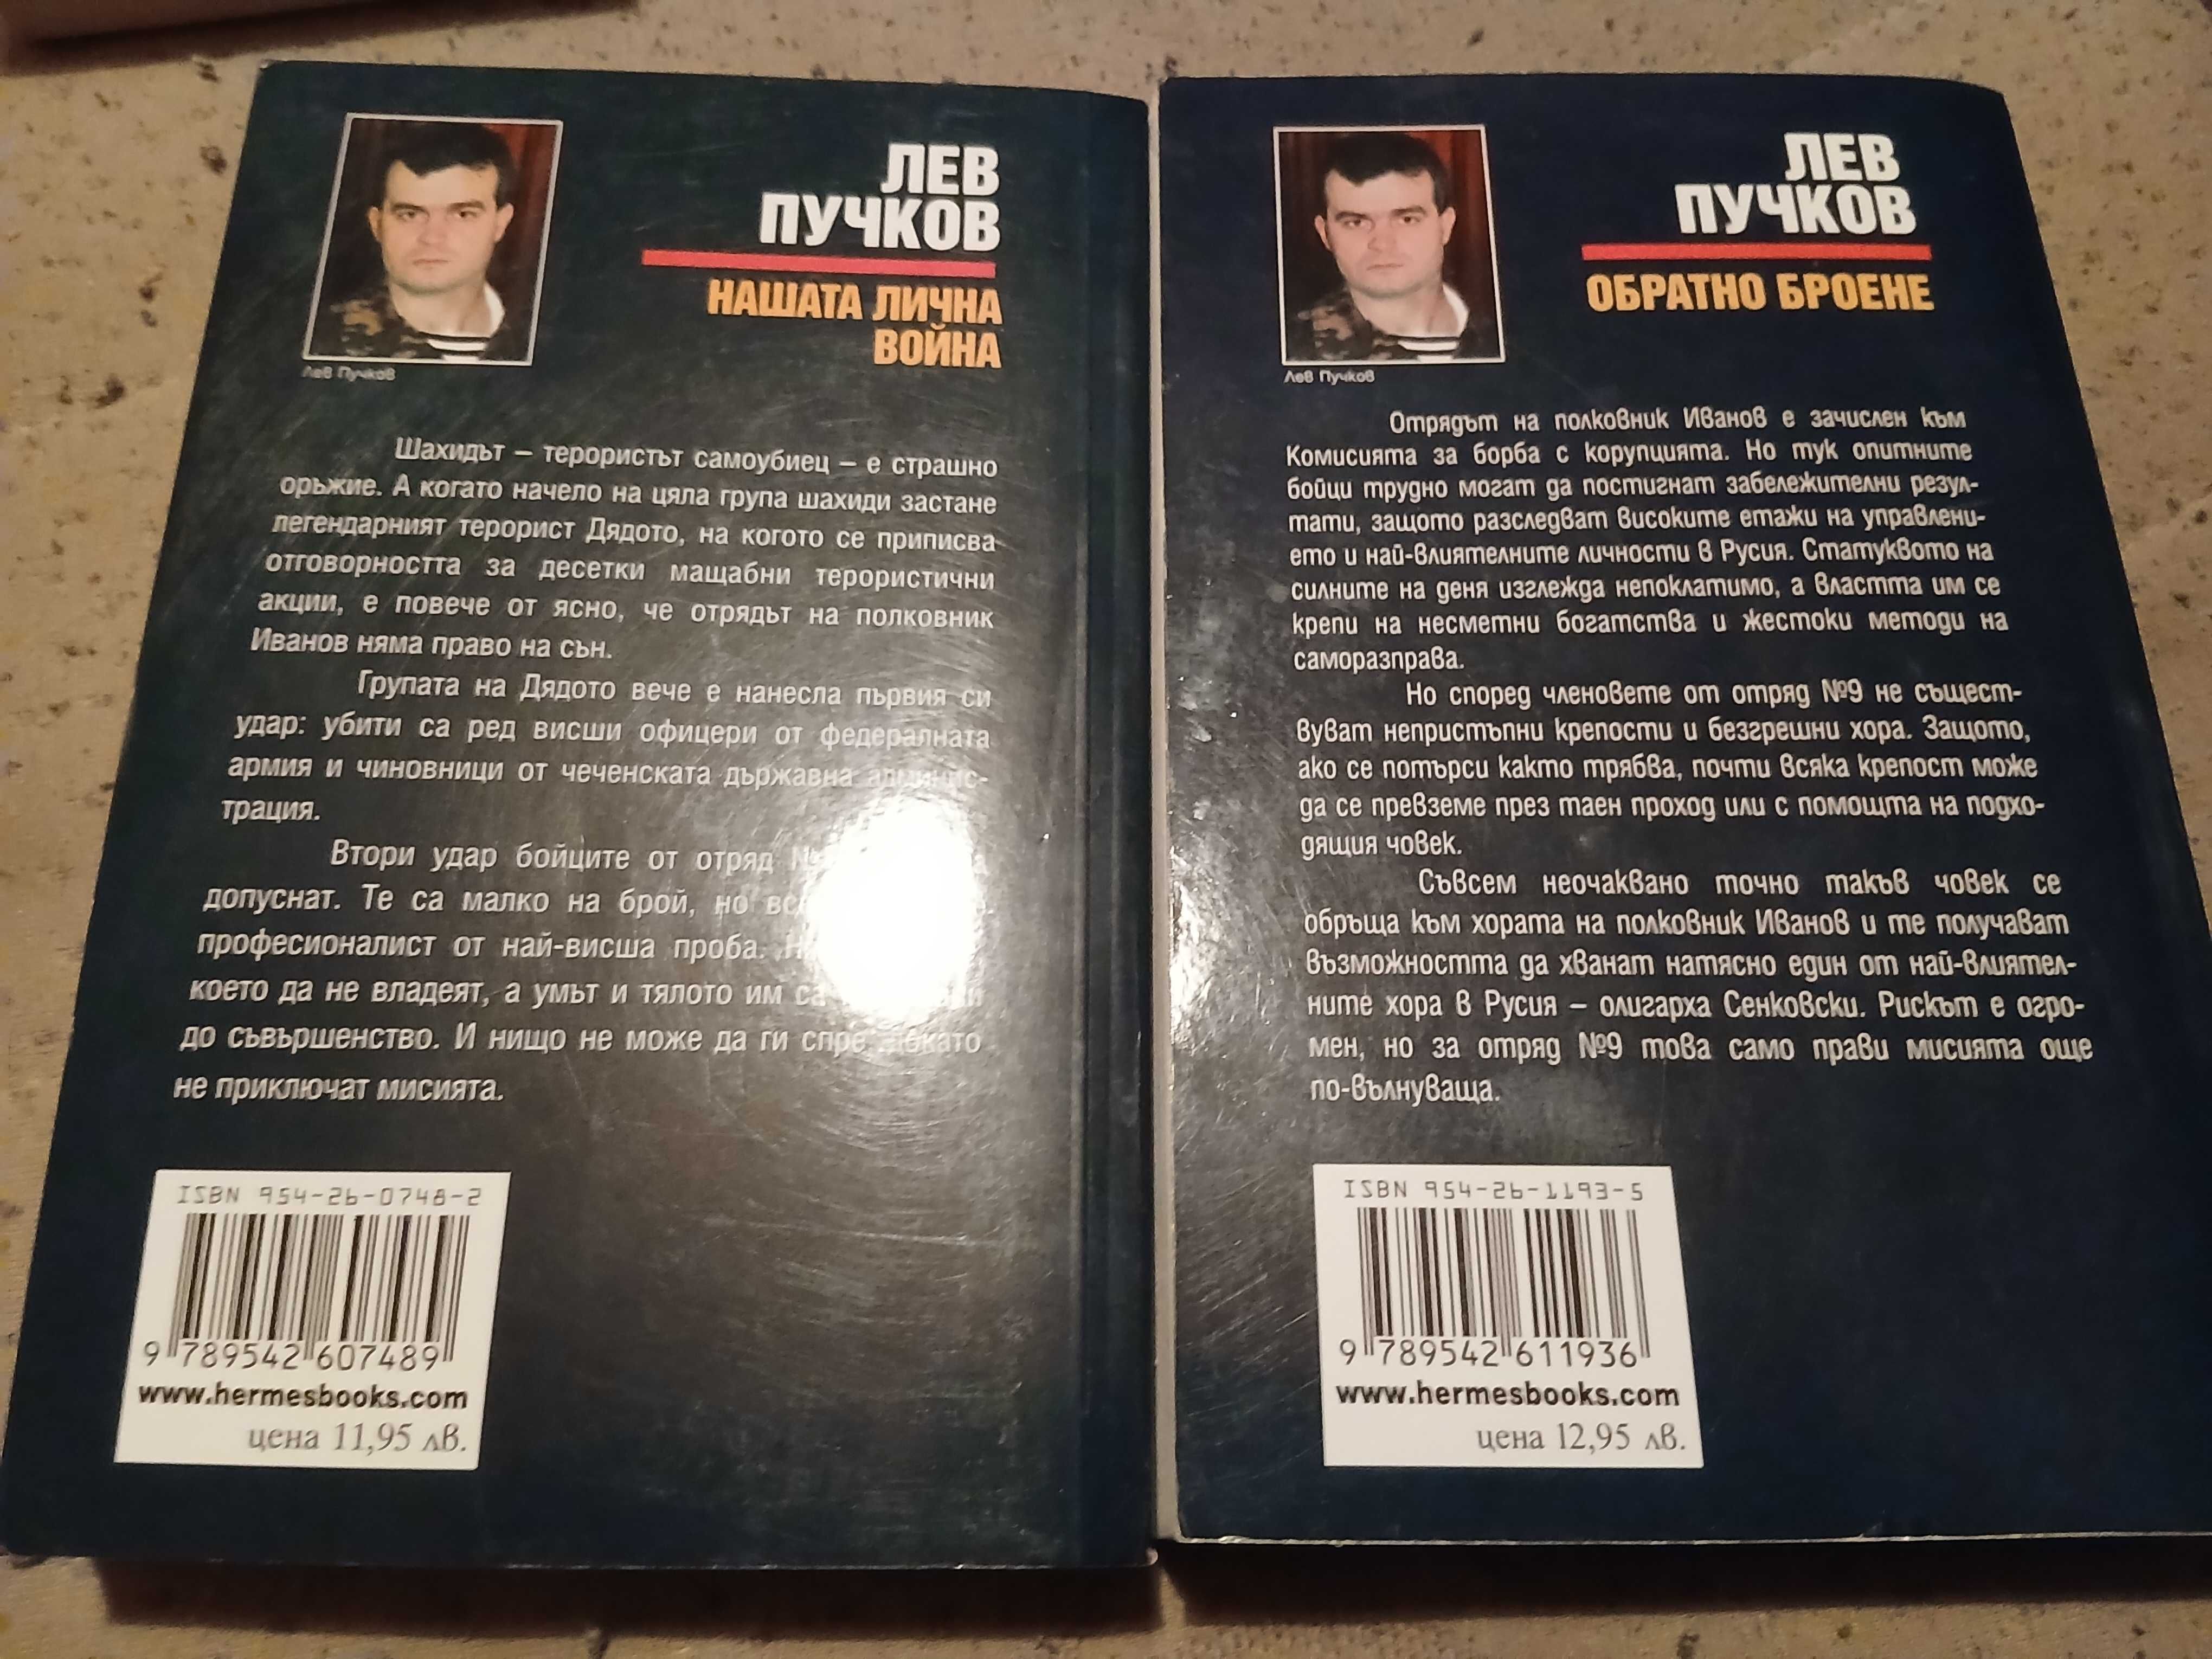 ЛЕВ
ПУЧКОВ
НАШАТА ЛИЧНА
ВОЙНА
Лев Пучков
Шахидът – терористът самоубиец – е страшно
оръжие. А когато начело на цяла група шахиди застане
легендарният терорист Дядото, на когото се приписва
отговорността за десетки мащабни терористични
акции, е повече от ясно, че отрядът на полковник
Иванов няма право на сън.
Групата на Дядото вече е нанесла първия си
удар: убити са ред висши офицери от федералната
армия и чиновници от чеченската държавна админис-
трация.
Втори удар бойците от отряд
допуснат. Те са малко на брой, но
професионалист от най-висша проба.
което да не владеят, а умът и тялото им са
до съвършенство. И нищо не може да ги спре, докато
не приключат мисията.
ISBN 954-26-0748-2
9 789542 607489
www.hermesbooks.com
цена 11,95 лв.
ЛЕВ
ПУЧКОВ
ОБРАТНО БРОЕНЕ
Лев Пучков
Отрядът на полковник Иванов е зачислен към
Комисията за борба с корупцията. Но тук опитните
бойци трудно могат да постигнат забележителни резул-
тати, защото разследват високите етажи на управлени-
ето и най-влиятелните личности в Русия. Статуквото на
силните на деня изглежда непоклатимо, а властта им се
крепи на несметни богатства и жестоки методи на
саморазправа.
Но според членовете от отряд №9 не същест-
вуват непристъпни крепости и безгрешни хора. Защото,
ако се потърси както трябва, почти всяка крепост може
да се превземе през таен проход или с помощта на подхо-
дящия човек.
Съвсем неочаквано точно такъв човек се
обръща към хората на полковник Иванов и те получават
възможността да хванат натясно един от най-влиятел-
ните хора в Русия – олигарха Сенковски. Рискът е огро-
мен, но за отряд №9 това само прави мисията още
по-вълнуваща.
ISBN 954-26-1193-5
9 789542 611936
www.hermesbooks.com
цена 12,95 лв.